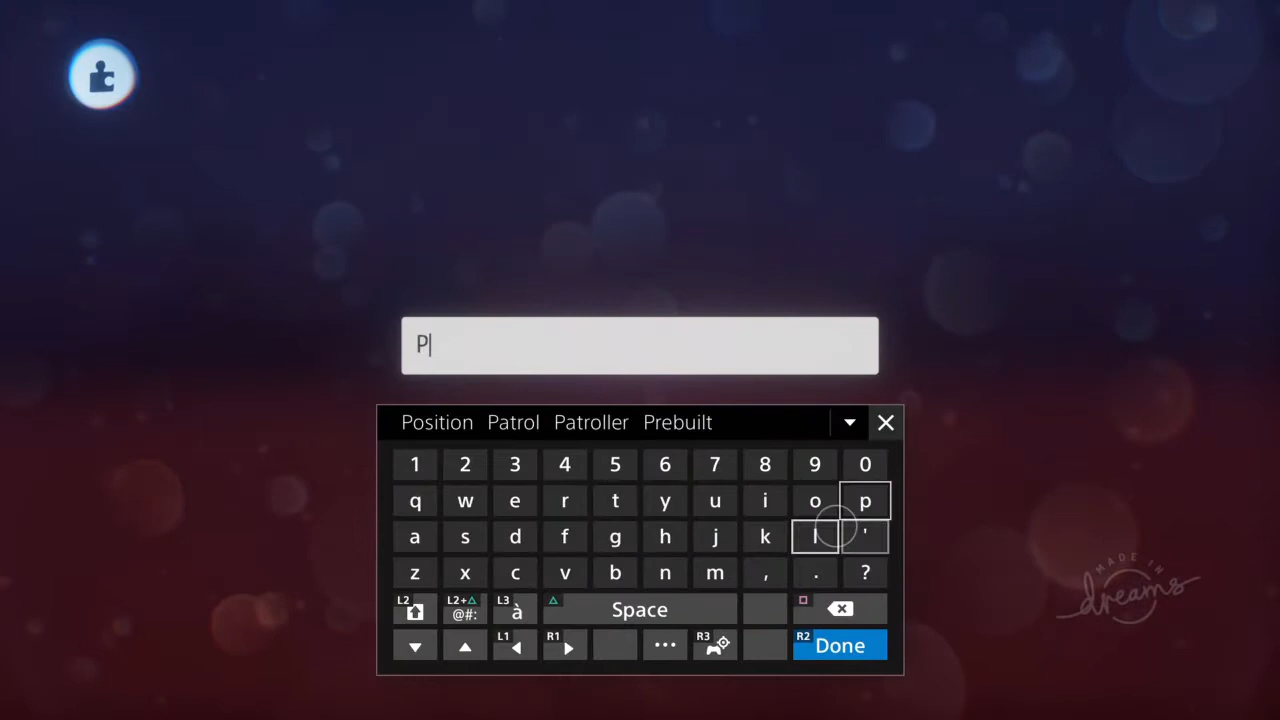 P
Position Patrol Patroller Prebuilt
1 2 3 4 5 6 7 8 9 0
q w e r t y u i o p
a s d f g h j k l '
z x c v b n m , . ?
L2 L2+△ @#: L3 à △ Space □
L1 R1 ... R3 R2 Done
MADE IN
dreams